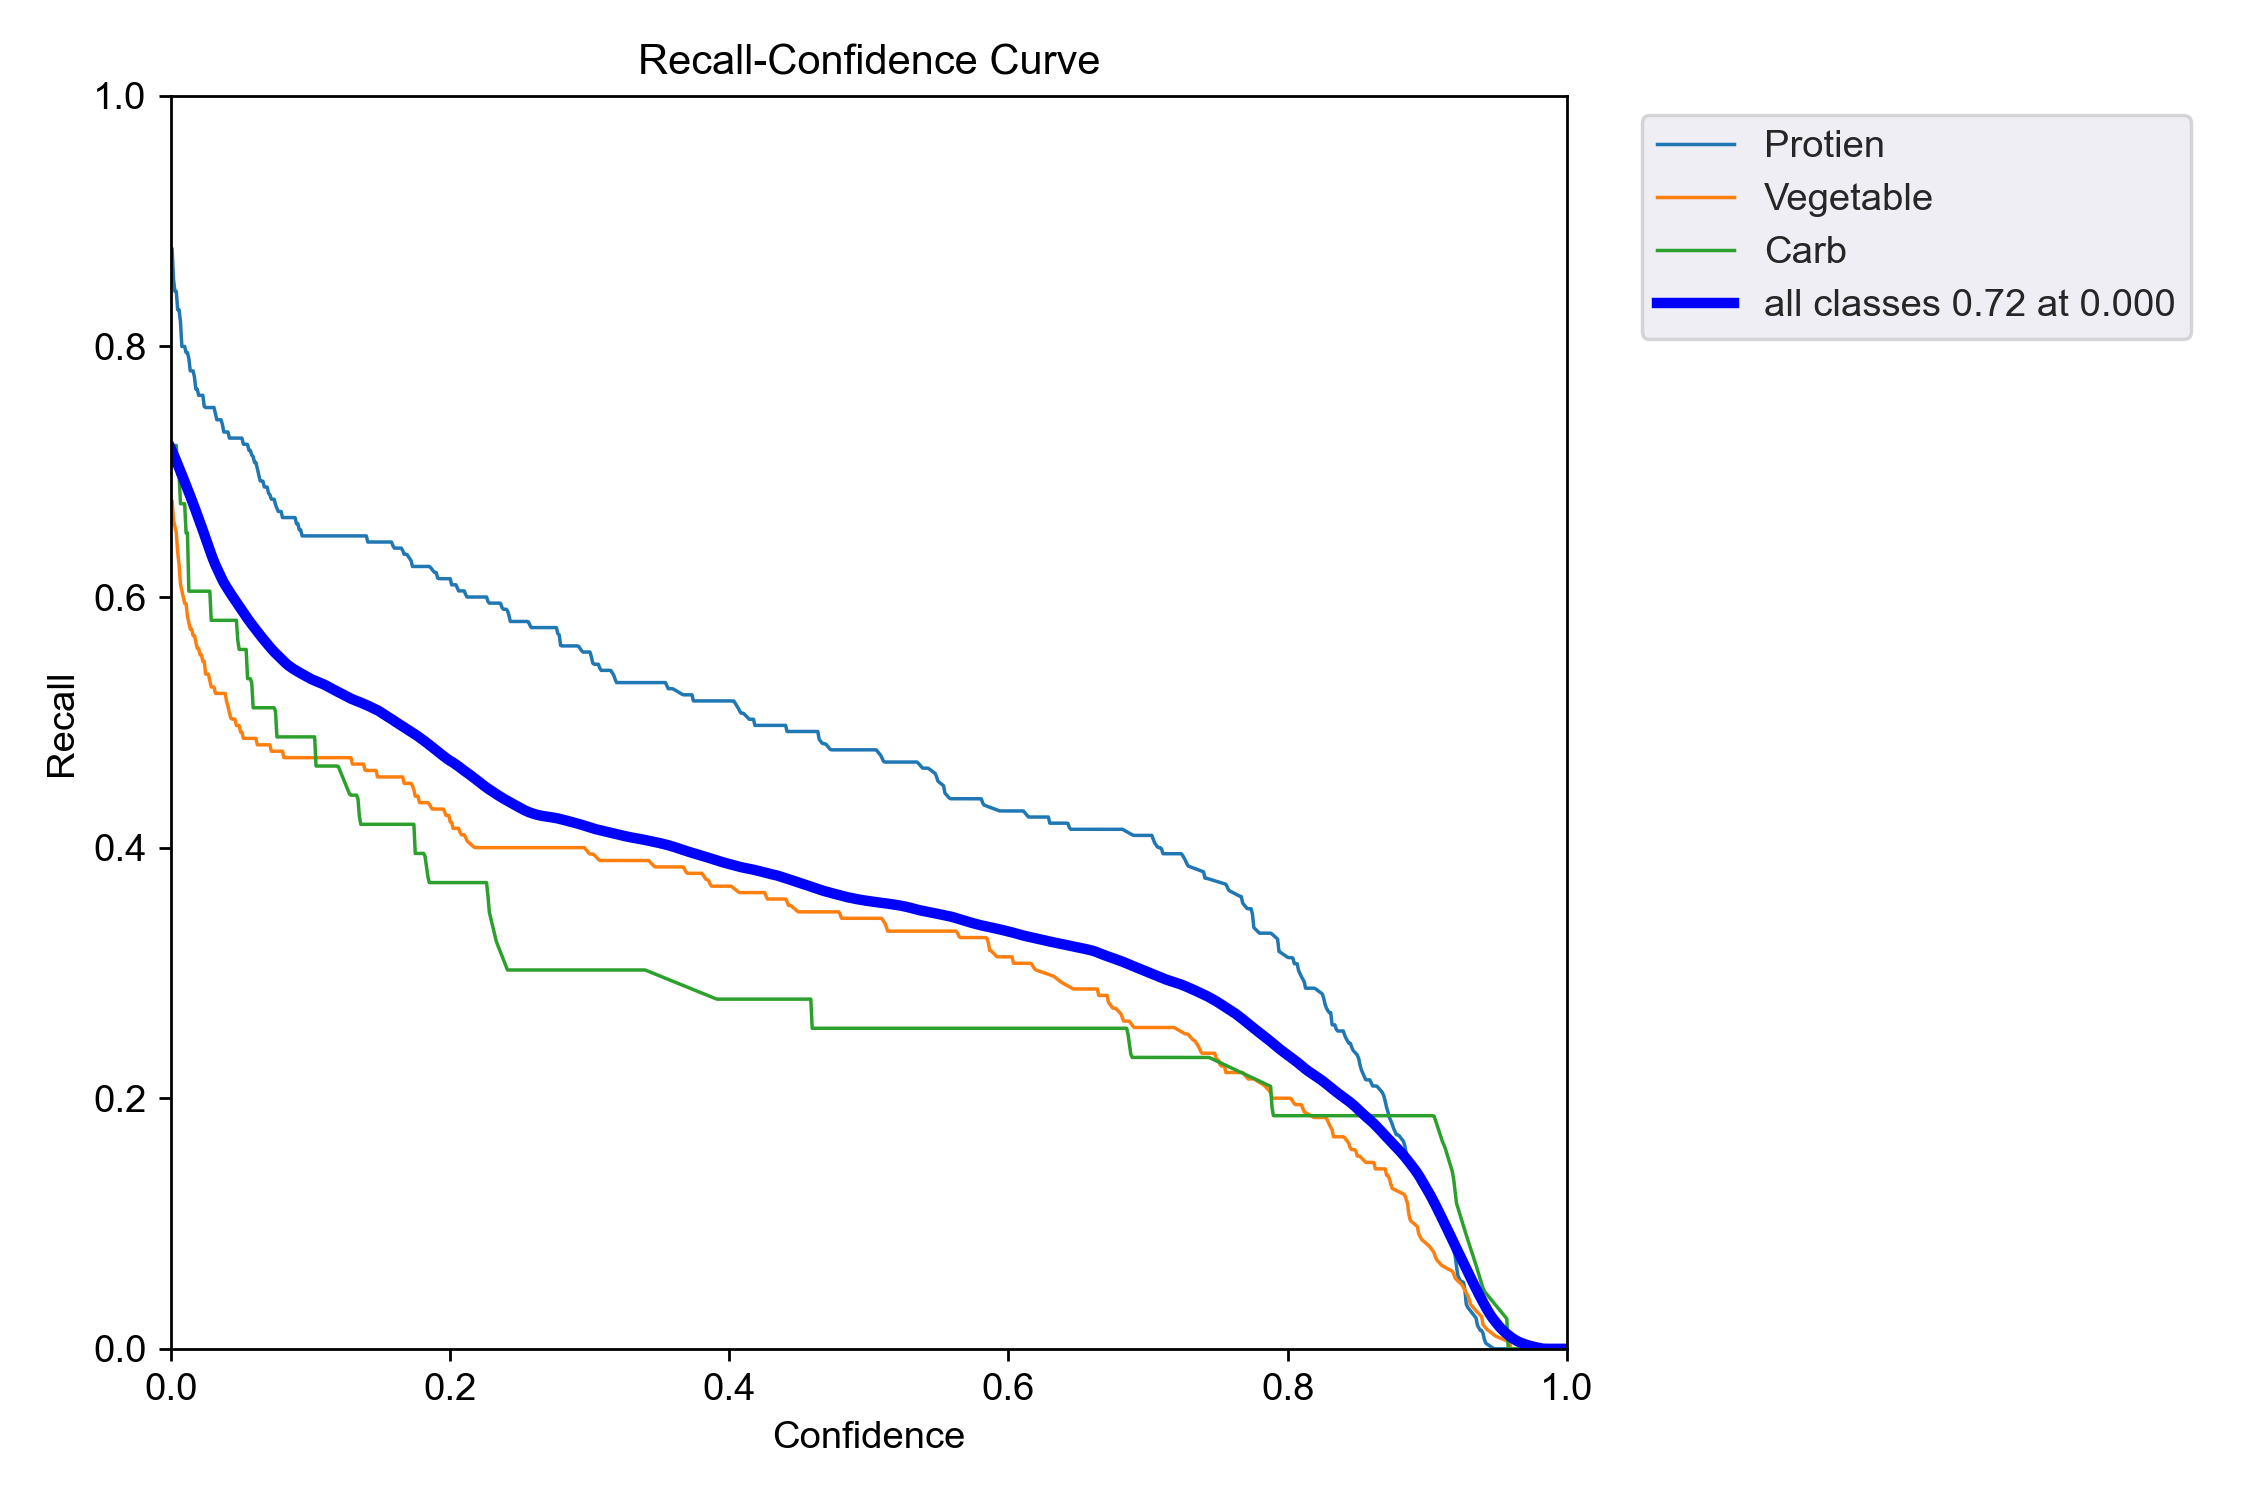 Recall-Confidence Curve
1.0
0.8
0.6
0.4
0.2
0.0
Recall
0.0 0.2 0.4 0.6 0.8 1.0
Confidence
Protien
Vegetable
Carb
all classes 0.72 at 0.000